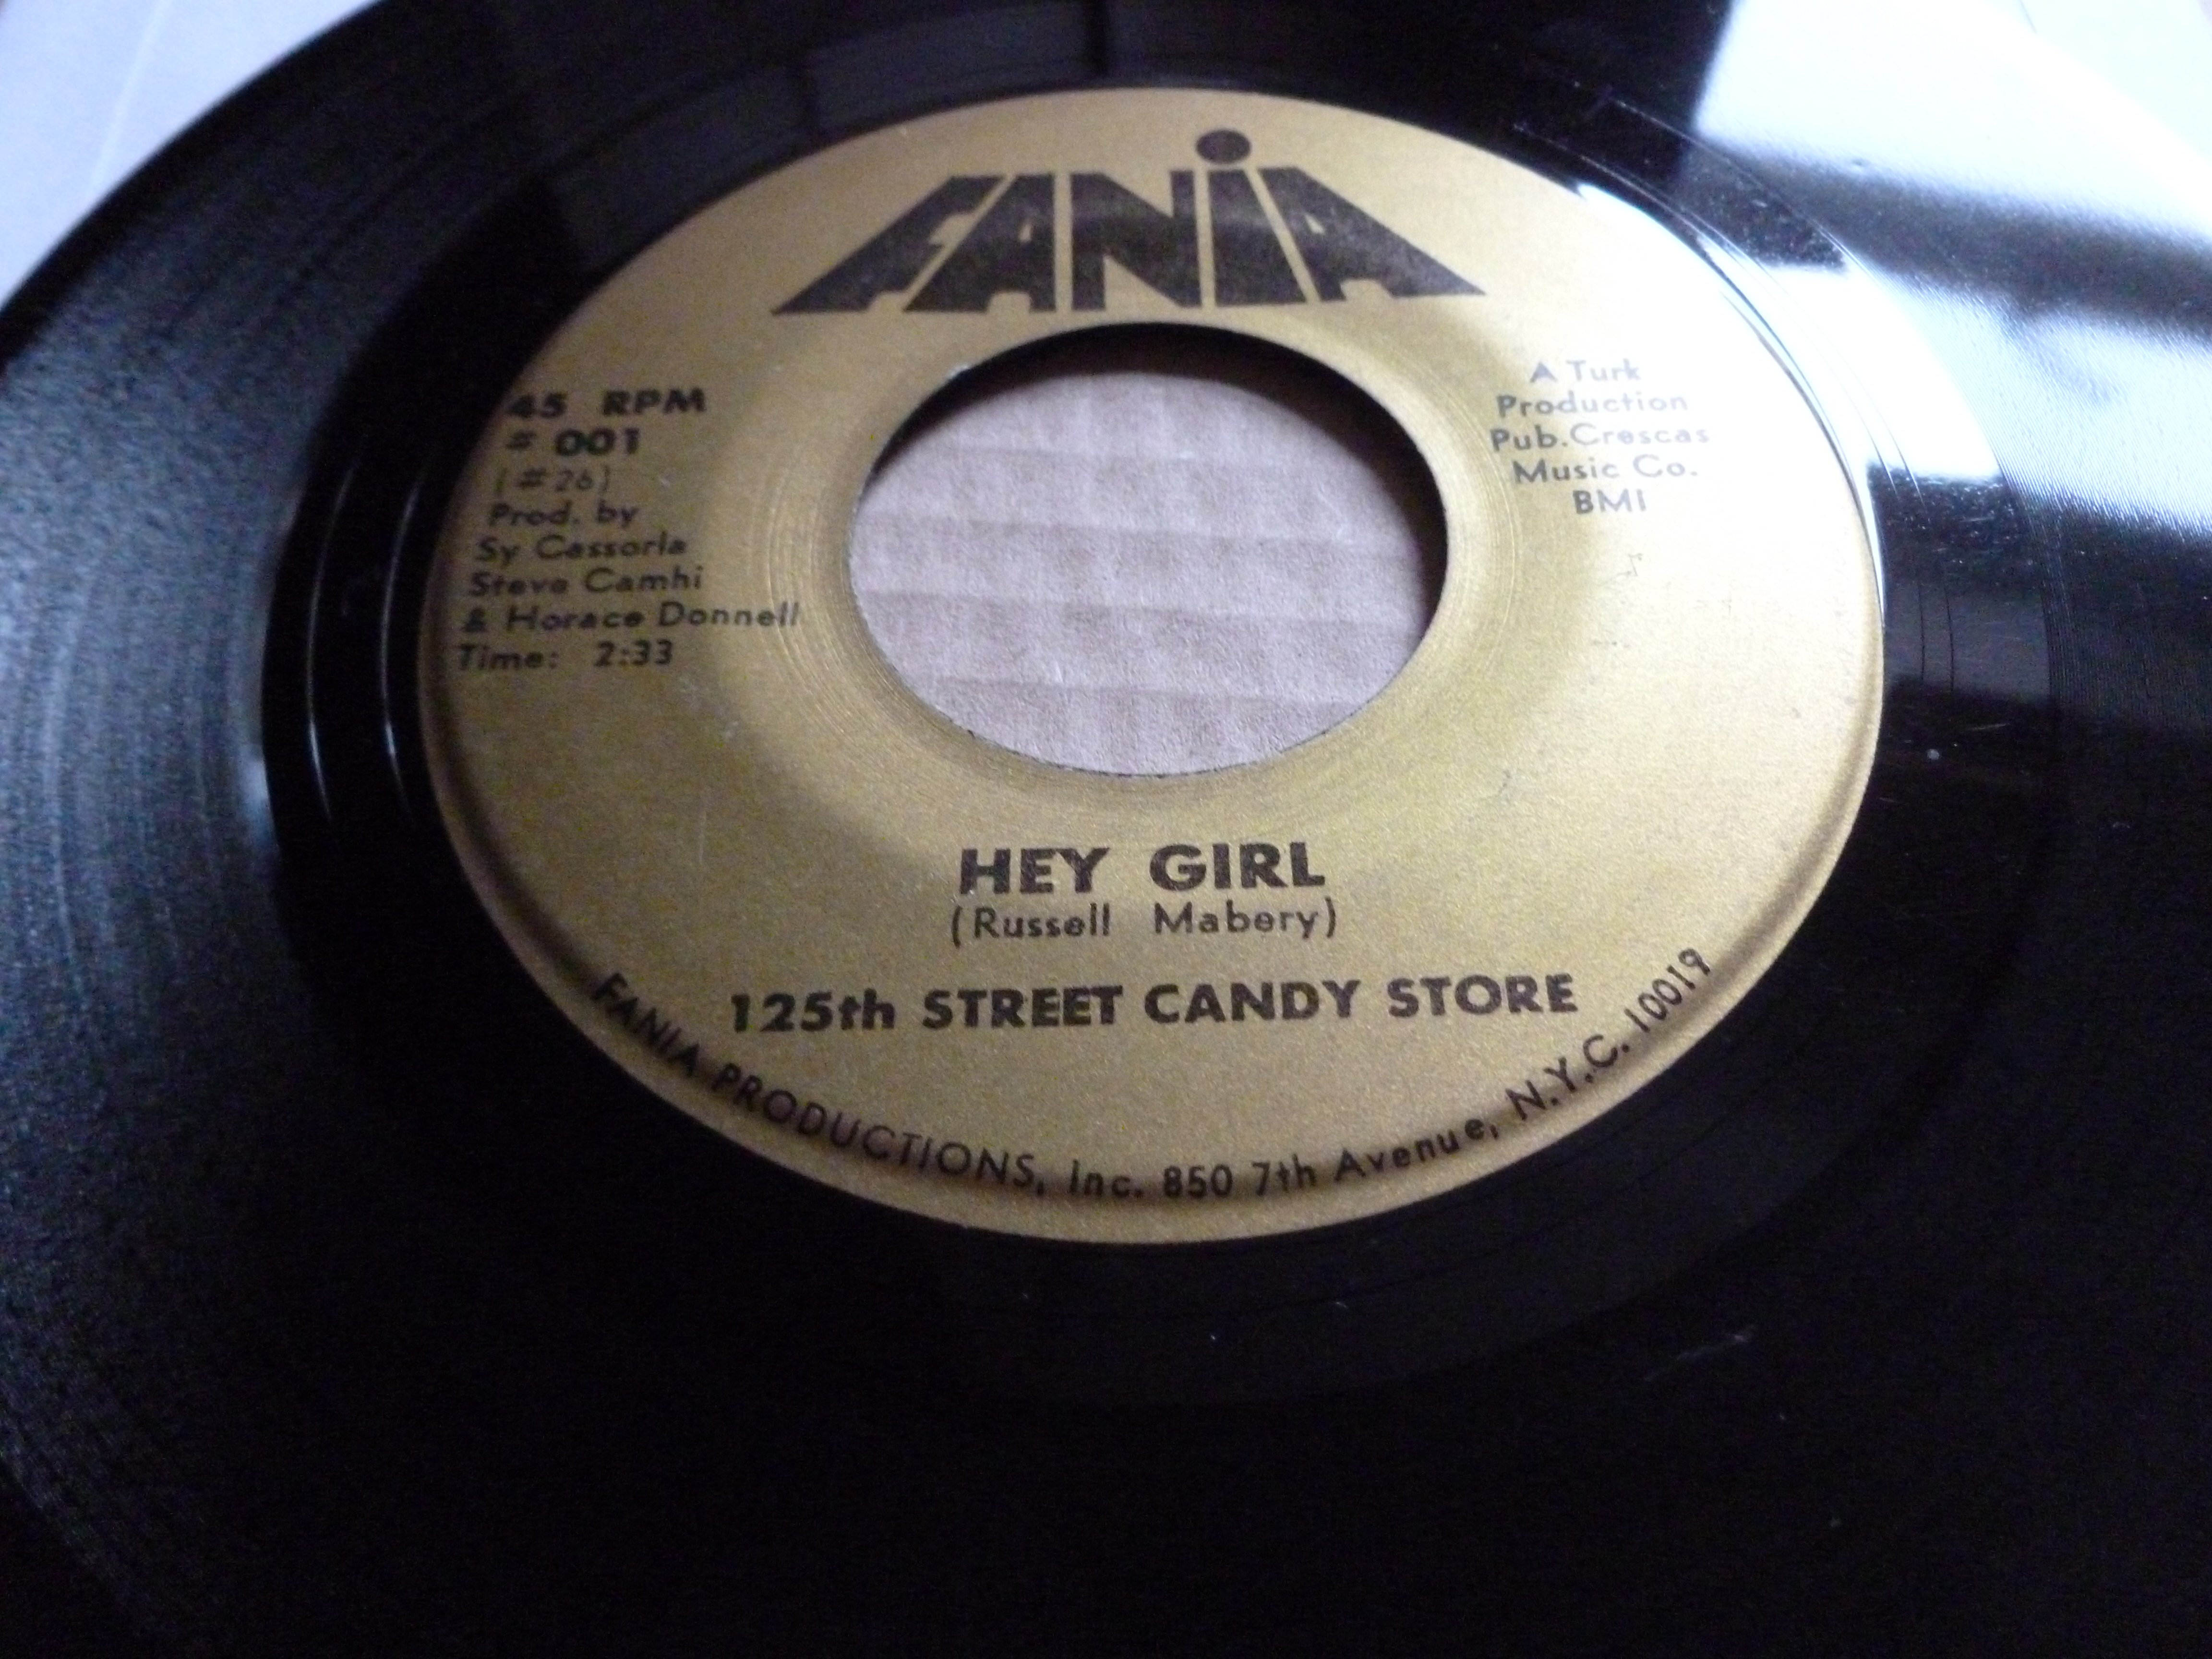 FANiA
45 RPM
# 001
(#26)
Prod. by
Sy Cassorla
Steve Camhi
& Horace Donnell
Time: 2:33
A Turk
Production
Pub.Crescas
Music Co.
BMI
HEY GIRL
(Russell Mabery)
125th STREET CANDY STORE
FANIA PRODUCTIONS, Inc. 850 7th Avenue, N.Y.C. 10019